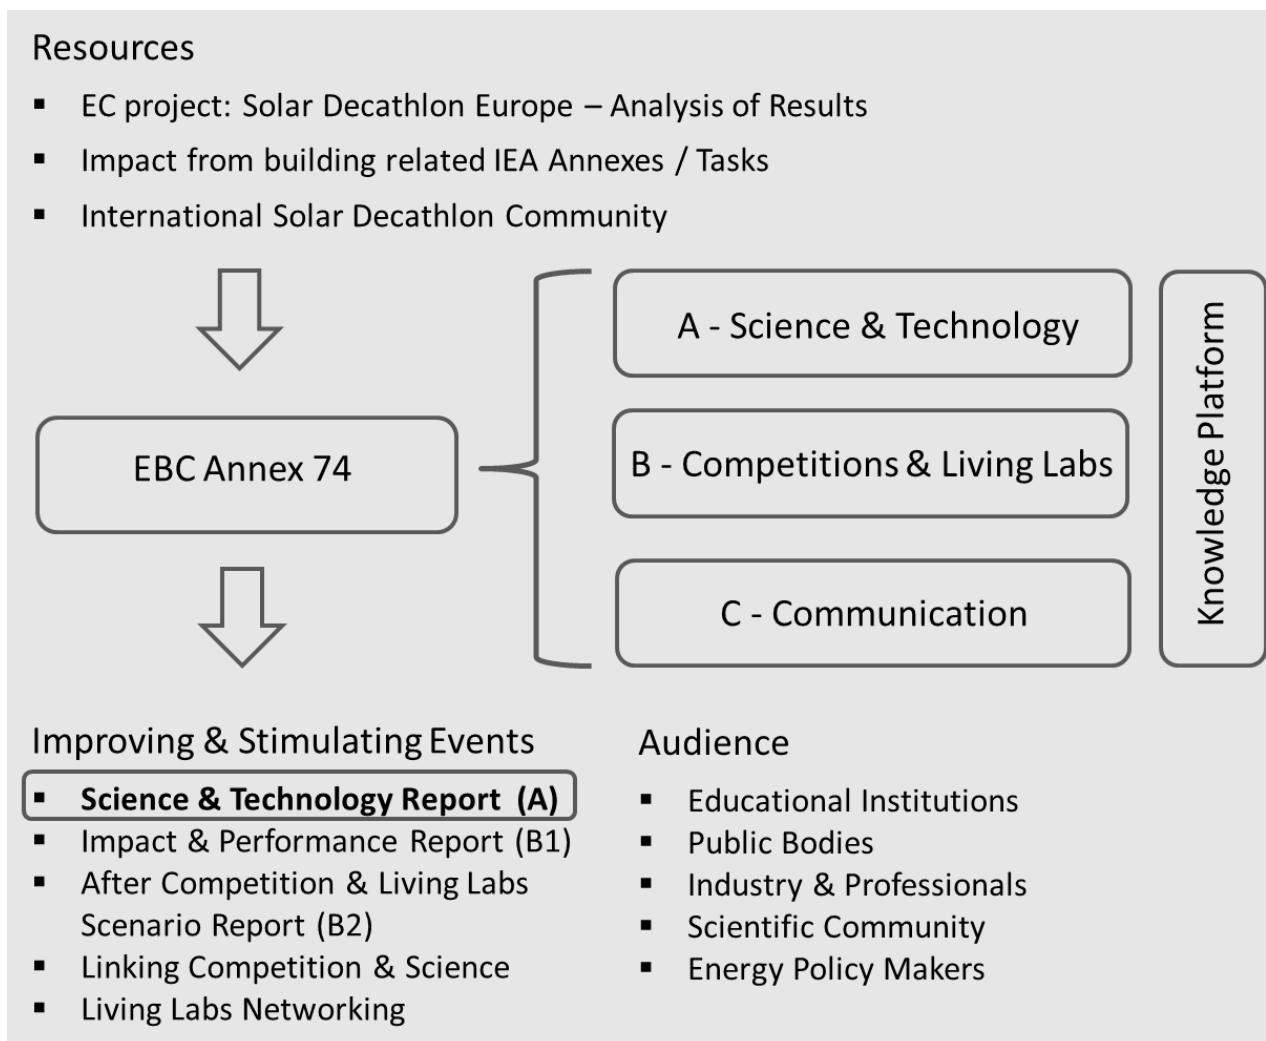 Resources
▪ EC project: Solar Decathlon Europe – Analysis of Results
▪ Impact from building related IEA Annexes / Tasks
▪ International Solar Decathlon Community
EBC Annex 74
A - Science & Technology
B - Competitions & Living Labs
C - Communication
Knowledge Platform
Improving & Stimulating Events
▪ Science & Technology Report (A)
▪ Impact & Performance Report (B1)
▪ After Competition & Living Labs
Scenario Report (B2)
▪ Linking Competition & Science
▪ Living Labs Networking
Audience
▪ Educational Institutions
▪ Public Bodies
▪ Industry & Professionals
▪ Scientific Community
▪ Energy Policy Makers